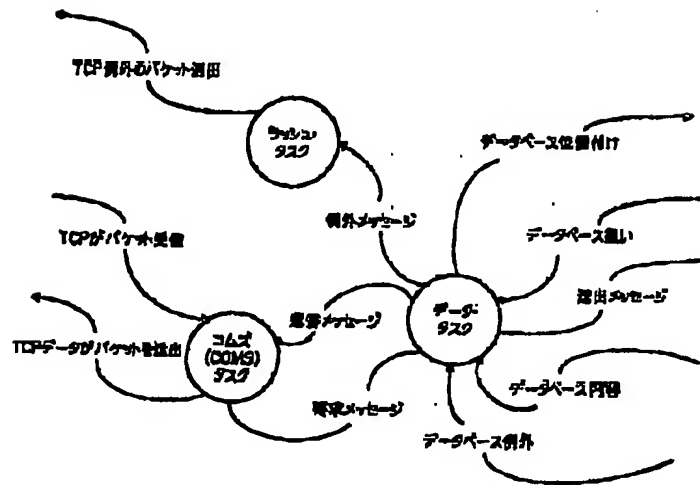 TCP例外のパケット送出
ラッシュ・
タスク
データベース位置付け
例外メッセージ
TCPがパケット受信
データベース
送出メッセージ
応答メッセージ
データ・
タスク
TCPデータがパケットを送出
コムズ
(COMS)
タスク
データベース内容
要求メッセージ
データベース例外